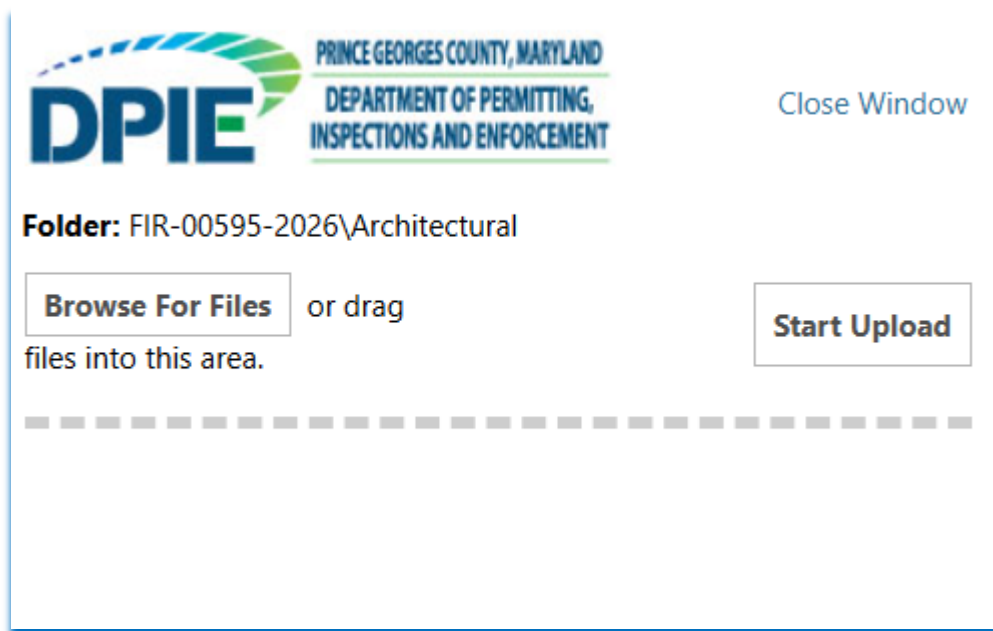 DPIE
PRINCE GEORGES COUNTY, MARYLAND
DEPARTMENT OF PERMITTING,
INSPECTIONS AND ENFORCEMENT
Close Window
Folder: FIR-00595-2026\Architectural
Browse For Files or drag
files into this area.
Start Upload